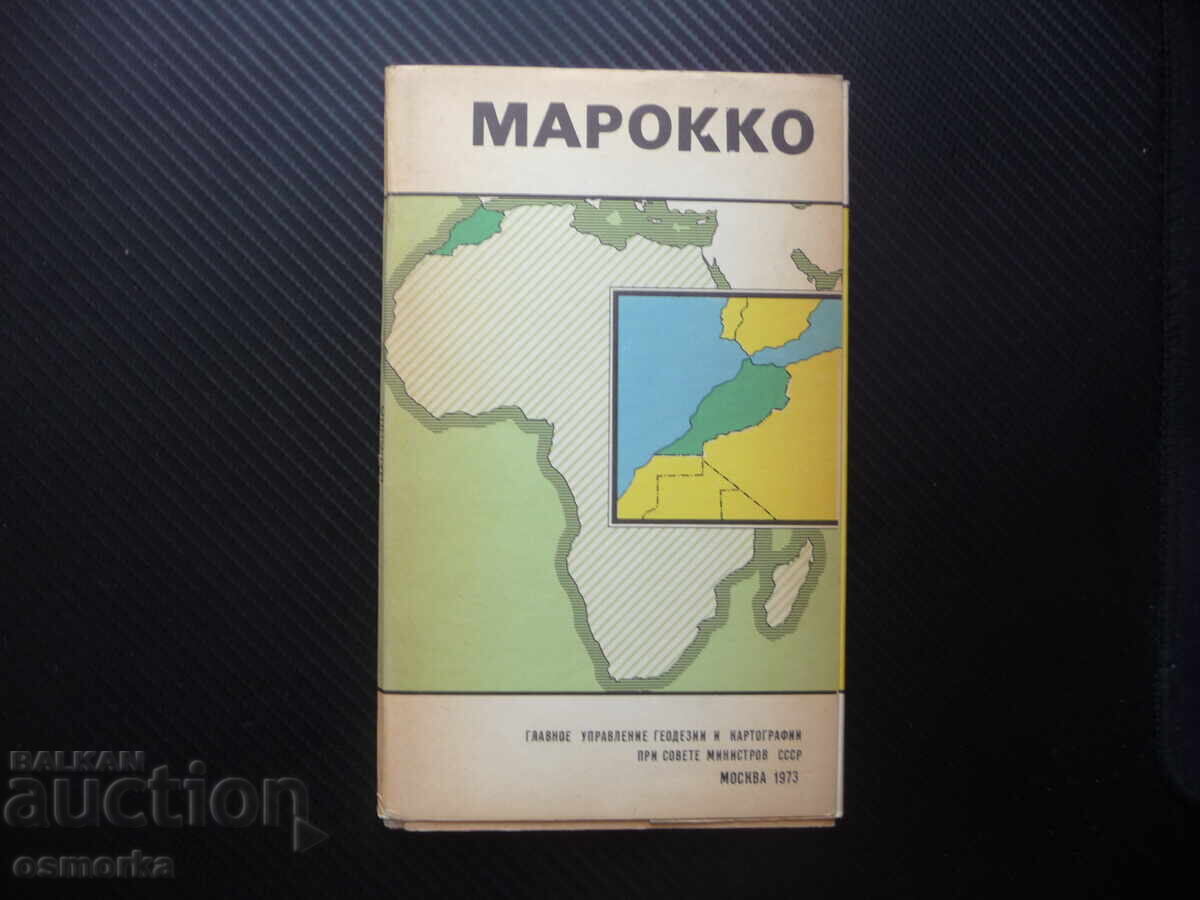 МАРОККО
ГЛАВНОЕ УПРАВЛЕНИЕ ГЕОДЕЗИИ И КАРТОГРАФИИ
ПРИ СОВЕТЕ МИНИСТРОВ СССР
МОСКВА 1973
BALKAN
auction
osmorka